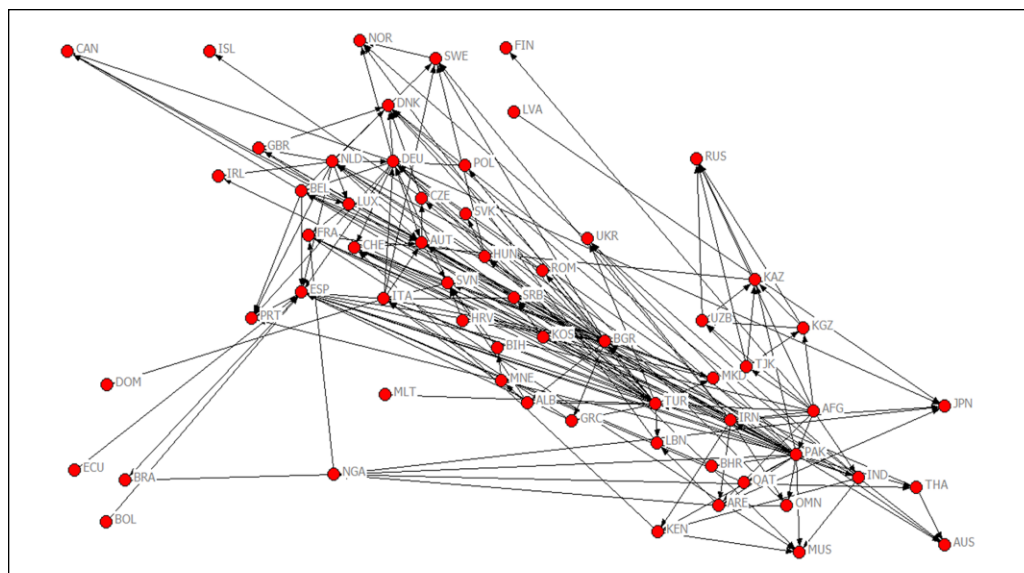 CAN
ISL
NOR
SWE
FIN
DNK
LVA
GBR
NLD
DEU
POL
RUS
IRL
BEL
LUX
CZE
SVK
FRA
CHE
AUT
HUN
UKR
ROM
KAZ
ESP
ITA
SVN
SRB
PRT
HRV
KOS
BGR
UZB
KGZ
BIH
TJK
MKD
DOM
MNE
MLT
ALB
TUR
AFG
JPN
GRC
IRN
LBN
PAK
ECU
BRA
NGA
BHR
QAT
IND
THA
ARE
OMN
BOL
KEN
MUS
AUS